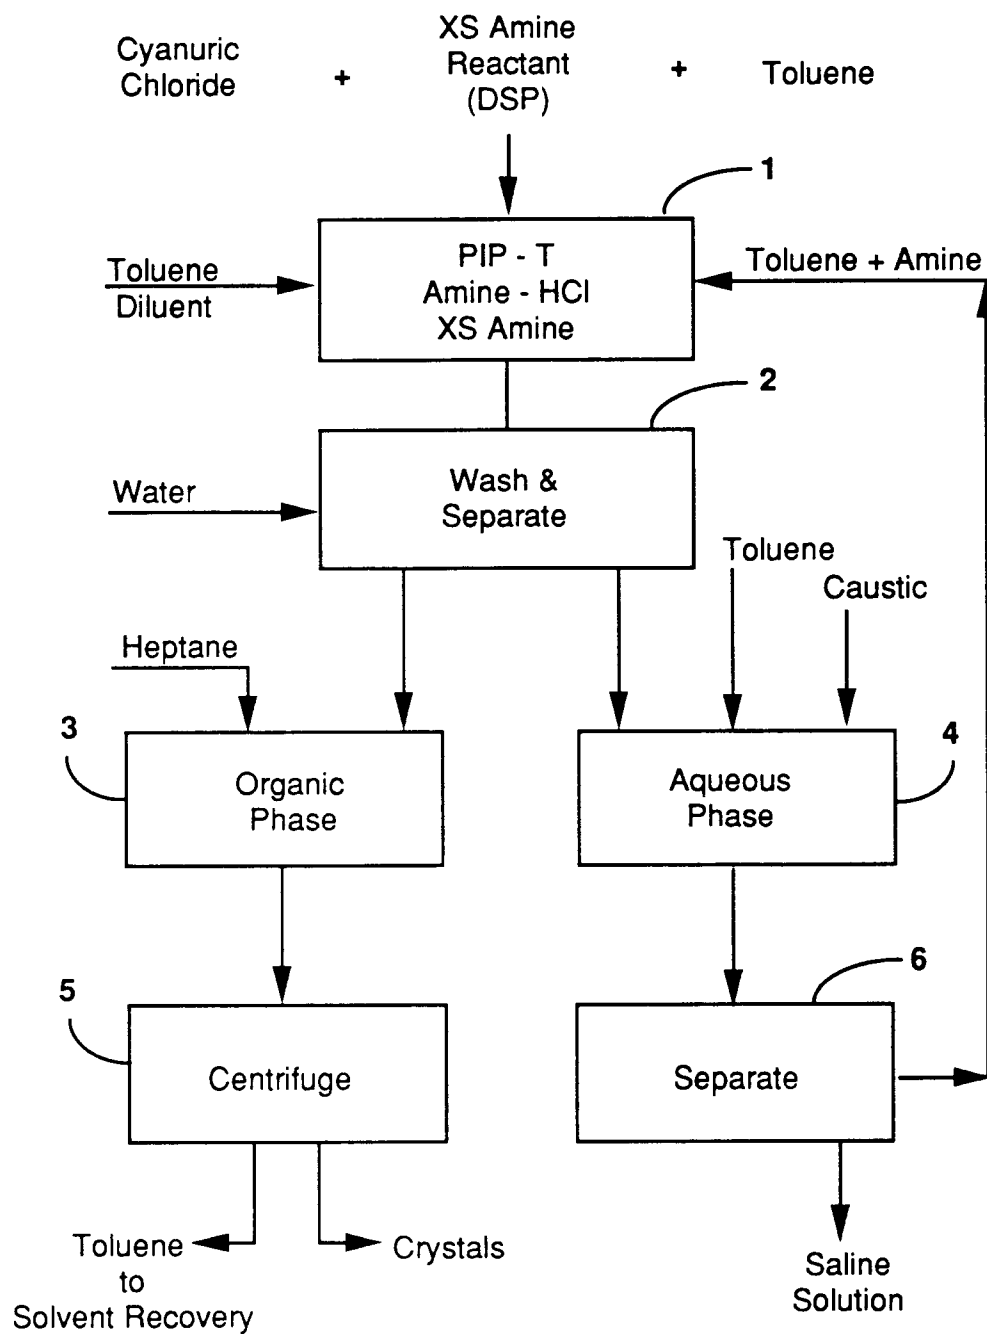 Cyanuric
Chloride
+
XS Amine
Reactant
(DSP)
+
Toluene
1
PIP - T
Amine - HCl
XS Amine
Toluene
Diluent
Toluene + Amine
2
Wash &
Separate
Water
Toluene
Caustic
Heptane
3
Organic
Phase
4
Aqueous
Phase
5
Centrifuge
6
Separate
Toluene
to
Solvent Recovery
Crystals
Saline
Solution